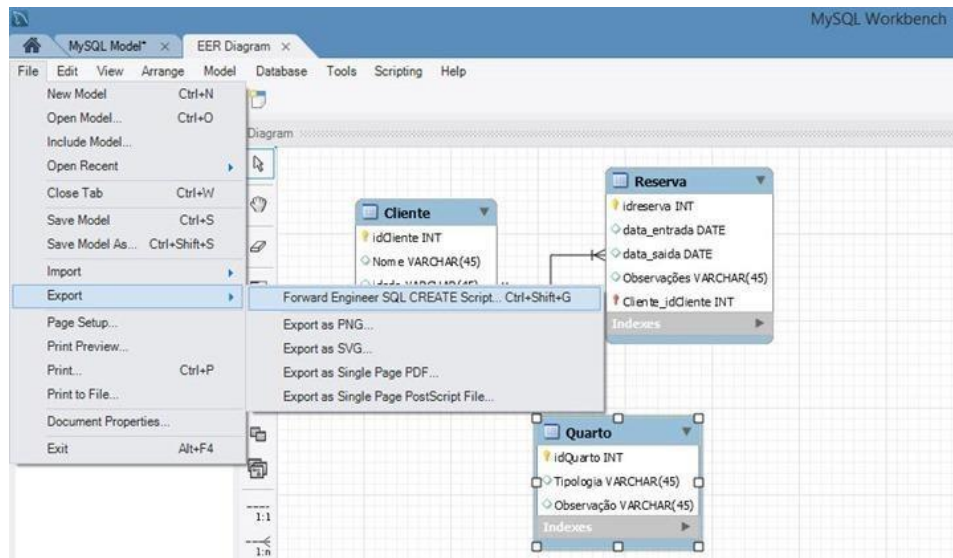 MySQL Workbench
MySQL Model* ×
EER Diagram ×
File Edit View Arrange Model Database Tools Scripting Help
New Model Ctrl+N
Open Model... Ctrl+O
Include Model...
Open Recent
Close Tab Ctrl+W
Save Model Ctrl+S
Save Model As... Ctrl+Shift+S
Import
Export
Page Setup...
Print Preview...
Print... Ctrl+P
Print to File...
Document Properties...
Exit Alt+F4
Forward Engineer SQL CREATE Script... Ctrl+Shift+G
Export as PNG...
Export as SVG...
Export as Single Page PDF...
Export as Single Page PostScript File...
Diagram
Cliente
idCliente INT
Nome VARCHAR(45)
Reserva
idreserva INT
data_entrada DATE
data_saida DATE
Observações VARCHAR(45)
Cliente_idCliente INT
Indexes
Quarto
idQuarto INT
Tipologia VARCHAR(45)
Observação VARCHAR(45)
Indexes
1:1
1:n